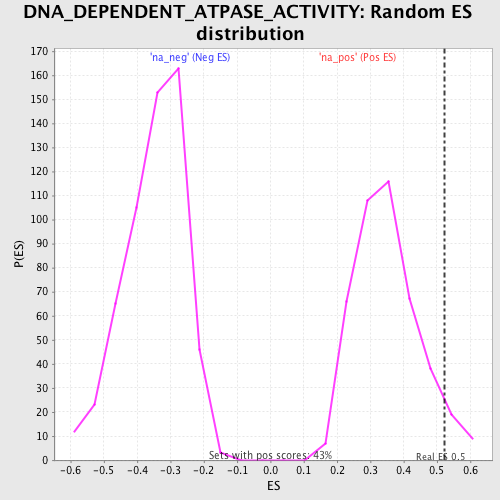 DNA_DEPENDENT_ATPASE_ACTIVITY: Random ES
distribution
'na_neg' (Neg ES) 'na_pos' (Pos ES)
170
160
150
140
130
120
110
100
90
80
70
60
50
40
30
20
10
0
P(ES)
Sets with pos scores: 43%
Real ES 0.5
-0.6 -0.5 -0.4 -0.3 -0.2 -0.1 0.0 0.1 0.2 0.3 0.4 0.5 0.6
ES